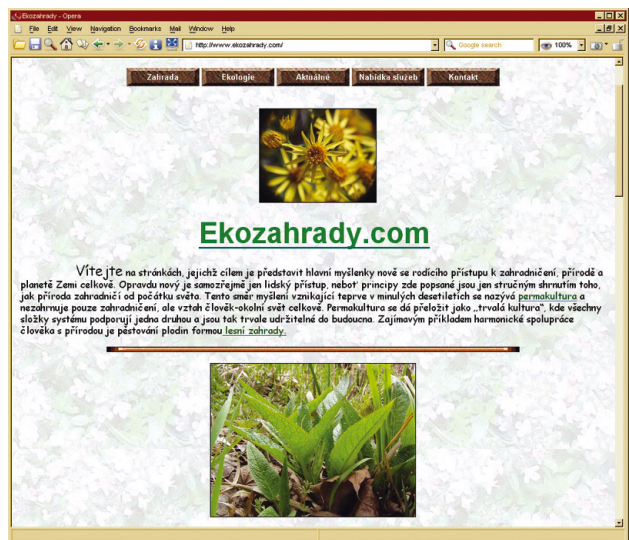 Ekozahrady - Opera
File Edit View Navigation Bookmarks Mail Window Help
http://www.ekozahrady.com/ Google search 100%
Zahrada Ekologie Aktuálně Nabídka služeb Kontakt
Ekozahrady.com
Vítejte na stránkách, jejichž cílem je představit hlavní myšlenky nově se rodícího přístupu k zahradničení, přírodě a
planetě Zemi celkově. Opravdu nový je samozřejmě jen lidský přístup, neboť principy zde popsané jsou jen stručným shrnutím toho,
jak příroda zahradničí od počátku světa. Tento směr myšlení vznikající teprve v minulých desetiletích se nazývá permakultura a
nezahrnuje pouze zahradničení, ale vztah člověk-okolní svět celkově. Permakultura se dá přeložit jako ,,trvalá kultura", kde všechny
složky systému podporují jedna druhou a jsou tak trvale udržitelné do budoucna. Zajímavým příkladem harmonické spolupráce
člověka s přírodou je pěstování plodin formou lesní zahrady.